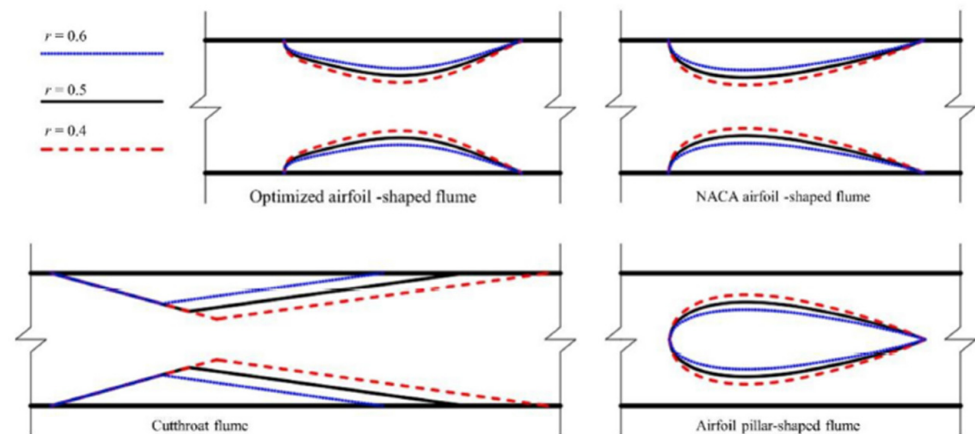 r = 0.6
r = 0.5
r = 0.4
Optimized airfoil -shaped flume
NACA airfoil -shaped flume
Cutthroat flume
Airfoil pillar-shaped flume